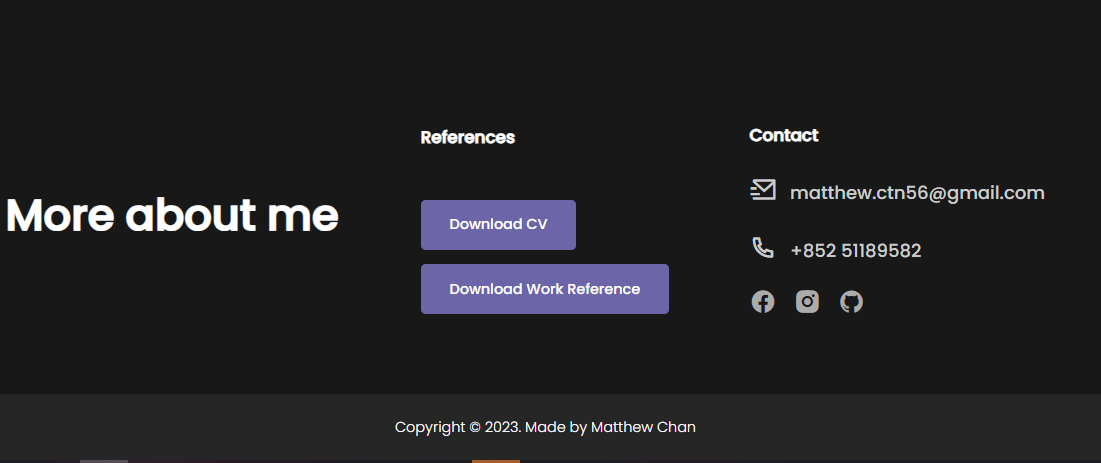 More about me
References
Download CV
Download Work Reference
Contact
matthew.ctn56@gmail.com
+852 51189582
Copyright © 2023. Made by Matthew Chan